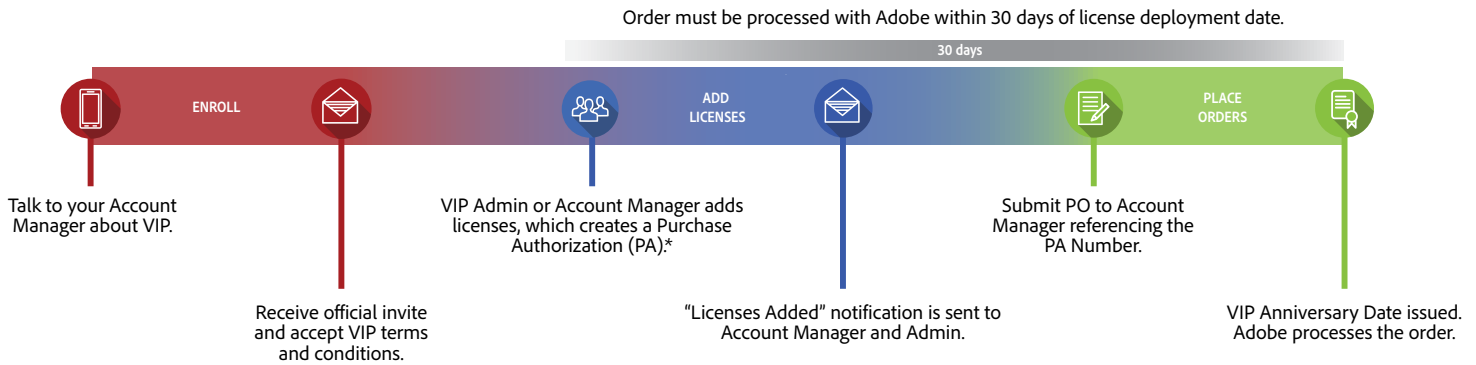 Order must be processed with Adobe within 30 days of license deployment date.
30 days
ENROLL
ADD
LICENSES
PLACE
ORDERS
Talk to your Account
Manager about VIP.
Receive official invite
and accept VIP terms
and conditions.
VIP Admin or Account Manager adds
licenses, which creates a Purchase
Authorization (PA).*
“Licenses Added” notification is sent to
Account Manager and Admin.
Submit PO to Account
Manager referencing the
PA Number.
VIP Anniversary Date issued.
Adobe processes the order.